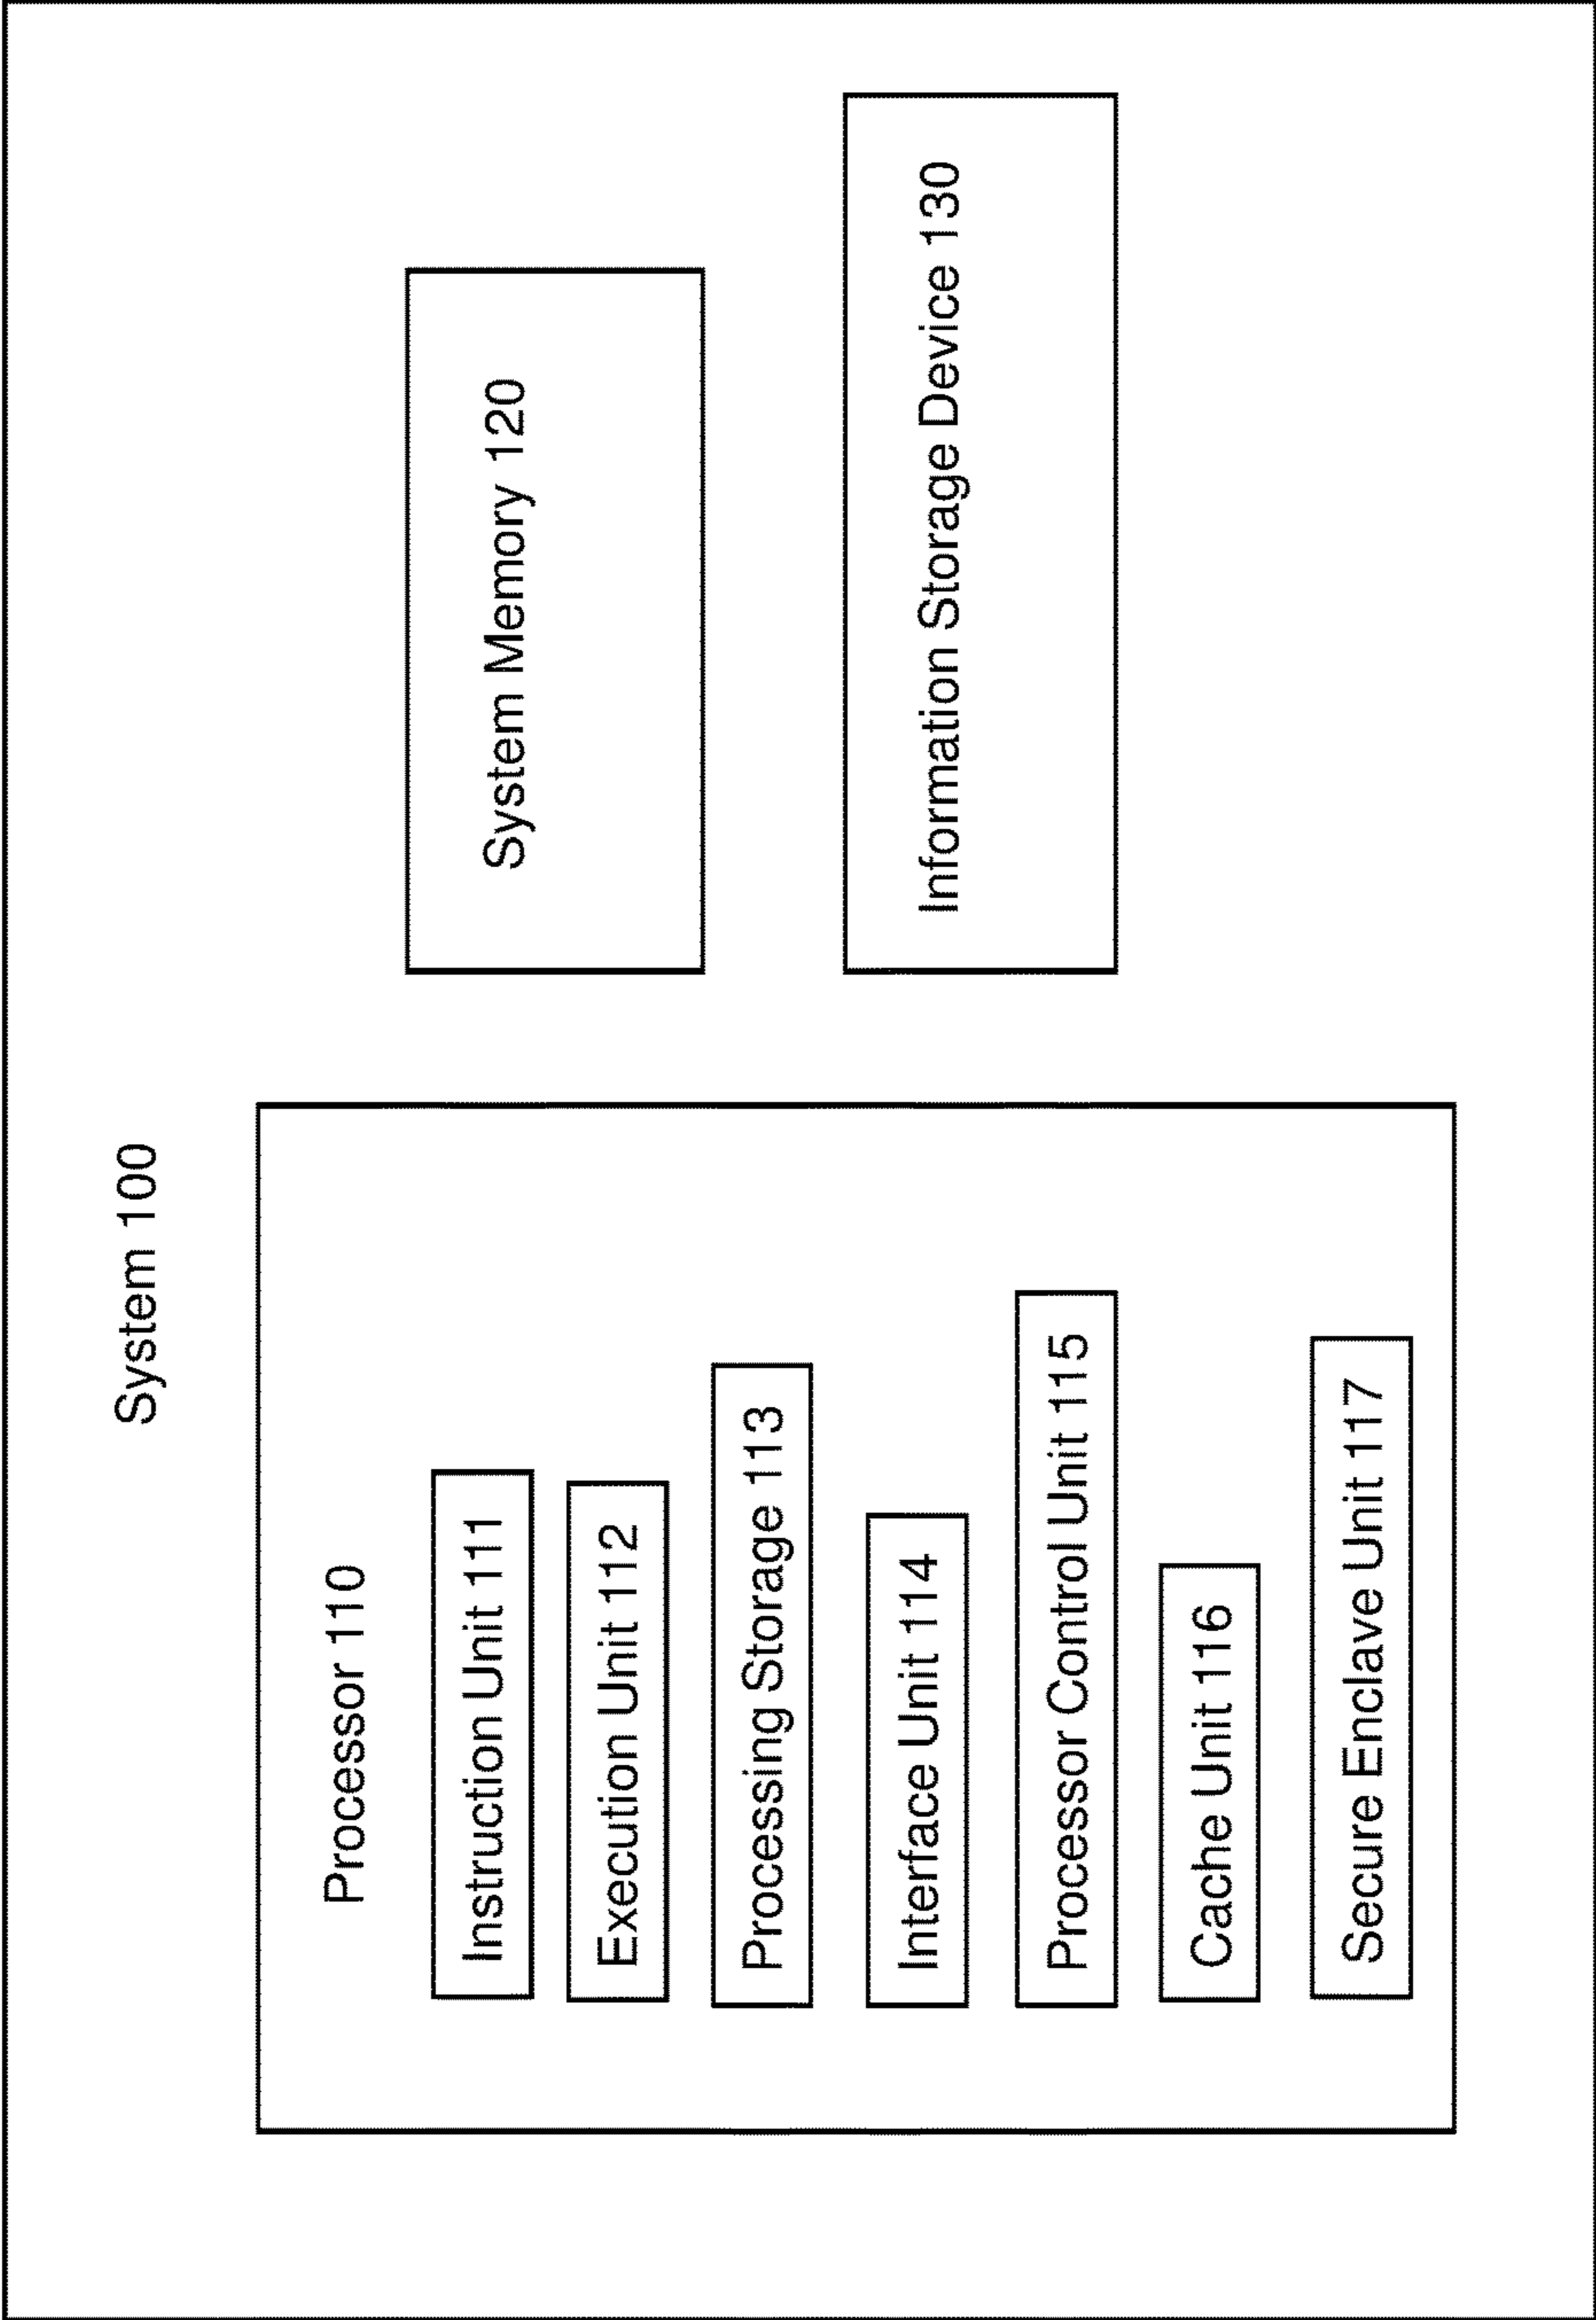 System 100
Processor 110
Instruction Unit 111
Execution Unit 112
Processing Storage 113
Interface Unit 114
Processor Control Unit 115
Cache Unit 116
Secure Enclave Unit 117
System Memory 120
Information Storage Device 130